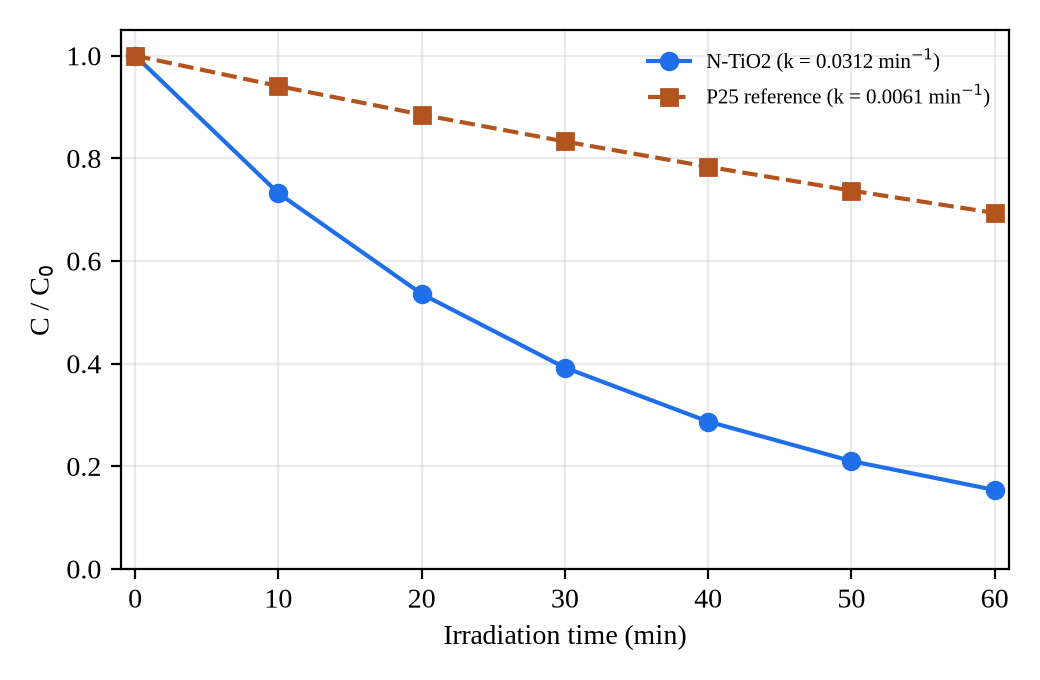 N-TiO2 (k = 0.0312 min⁻¹)
P25 reference (k = 0.0061 min⁻¹)
C / C₀
1.0
0.8
0.6
0.4
0.2
0.0
0 10 20 30 40 50 60
Irradiation time (min)